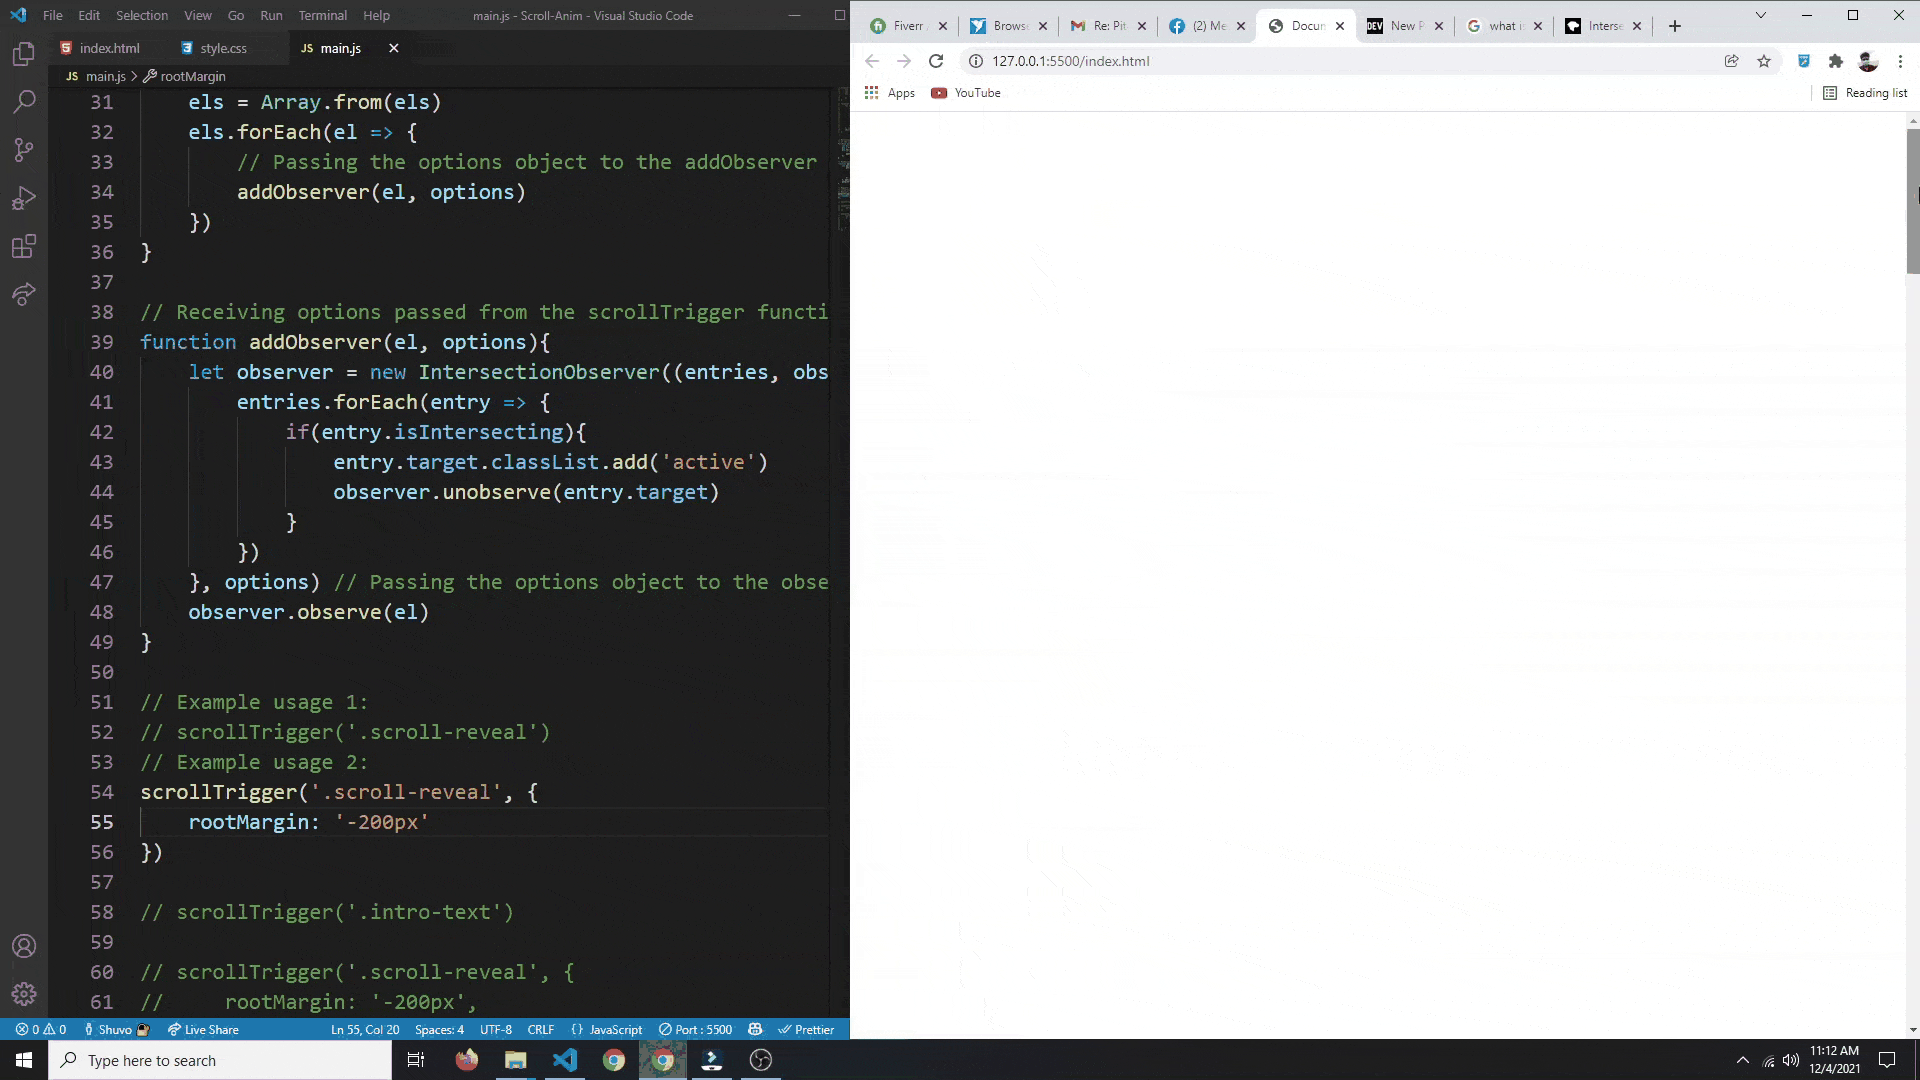 File Edit Selection View Go Run Terminal Help main.js - Scroll-Anim - Visual Studio Code
index.html style.css JS main.js
JS main.js > rootMargin
31 els = Array.from(els)
32 els.forEach(el => {
33 // Passing the options object to the addObserver
34 addObserver(el, options)
35 })
36 }
37
38 // Receiving options passed from the scrollTrigger functi
39 function addObserver(el, options){
40 let observer = new IntersectionObserver((entries, obs
41 entries.forEach(entry => {
42 if(entry.isIntersecting){
43 entry.target.classList.add('active')
44 observer.unobserve(entry.target)
45 }
46 })
47 }, options) // Passing the options object to the obse
48 observer.observe(el)
49 }
50
51 // Example usage 1:
52 // scrollTrigger('.scroll-reveal')
53 // Example usage 2:
54 scrollTrigger('.scroll-reveal', {
55 rootMargin: '-200px'
56 })
57
58 // scrollTrigger('.intro-text')
59
60 // scrollTrigger('.scroll-reveal', {
61 // rootMargin: '-200px',
0 0 Shuvo Live Share Ln 55, Col 20 Spaces: 4 UTF-8 CRLF {} JavaScript Port : 5500 Prettier
Fiverr Browse Re: Pit (2) Me Docum DEV New P what i Interse
127.0.0.1:5500/index.html
Apps YouTube Reading list
Type here to search
11:12 AM
12/4/2021